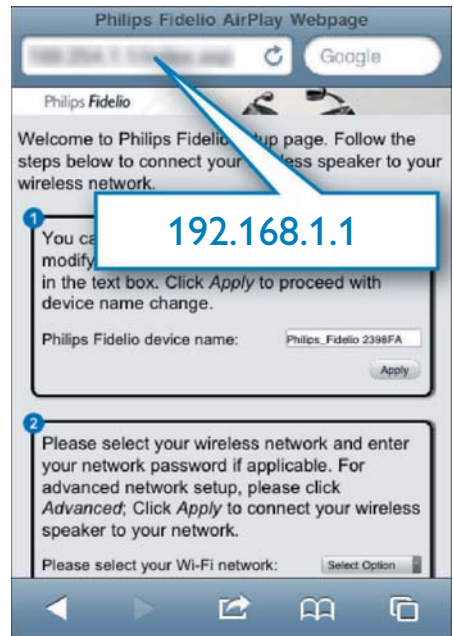 Philips Fidelio AirPlay Webpage
Google
Philips Fidelio
Welcome to Philips Fidelio up page. Follow the
steps below to connect your less speaker to your
wireless network.
192.168.1.1
1
You
modify
in the text box. Click Apply to proceed with
device name change.
Philips Fidelio device name: Philips_Fidelio 2398FA
Apply
2
Please select your wireless network and enter
your network password if applicable. For
advanced network setup, please click
Advanced; Click Apply to connect your wireless
speaker to your network.
Please select your Wi-Fi network: Select Option